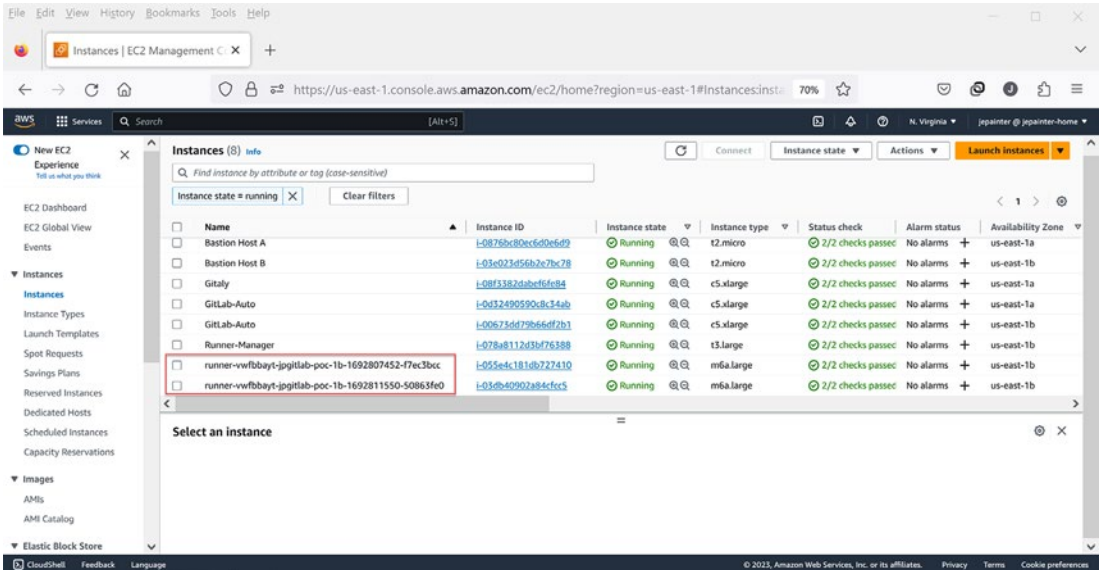 File Edit View History Bookmarks Tools Help
Instances | EC2 Management C X +
https://us-east-1.console.aws.amazon.com/ec2/home?region=us-east-1#Instances:insta 70%
aws Services Search [Alt+S] N. Virginia ▼ jepainter @ jepainter-home ▼
New EC2
Experience
Tell us what you think
EC2 Dashboard
EC2 Global View
Events
▼ Instances
Instances
Instance Types
Launch Templates
Spot Requests
Savings Plans
Reserved Instances
Dedicated Hosts
Scheduled Instances
Capacity Reservations
▼ Images
AMIs
AMI Catalog
▼ Elastic Block Store
Instances (8) Info Connect Instance state ▼ Actions ▼ Launch instances ▼
Find instance by attribute or tag (case-sensitive)
Instance state = running X Clear filters
< 1 >
Name ▲ Instance ID Instance state Instance type Status check Alarm status Availability Zone
Bastion Host A i-0876bc80ec6d0e6d9 Running t2.micro 2/2 checks passed No alarms + us-east-1a
Bastion Host B i-03e023d56b2e7bc78 Running t2.micro 2/2 checks passed No alarms + us-east-1b
Gitaly i-08f3382dabef6fe84 Running c5.xlarge 2/2 checks passed No alarms + us-east-1a
GitLab-Auto i-0d32490590c8c34ab Running c5.xlarge 2/2 checks passed No alarms + us-east-1a
GitLab-Auto i-00673dd79b66df2b1 Running c5.xlarge 2/2 checks passed No alarms + us-east-1b
Runner-Manager i-078a8112d3bf76388 Running t3.large 2/2 checks passed No alarms + us-east-1b
runner-vwfbbayt-jpgitlab-poc-1b-1692807452-f7ec3bcc i-055e4c181db727410 Running m6a.large 2/2 checks passed No alarms + us-east-1b
runner-vwfbbayt-jpgitlab-poc-1b-1692811550-50863fe0 i-03db40902a84cfcc5 Running m6a.large 2/2 checks passed No alarms + us-east-1b
Select an instance
CloudShell Feedback Language © 2023, Amazon Web Services, Inc. or its affiliates. Privacy Terms Cookie preferences